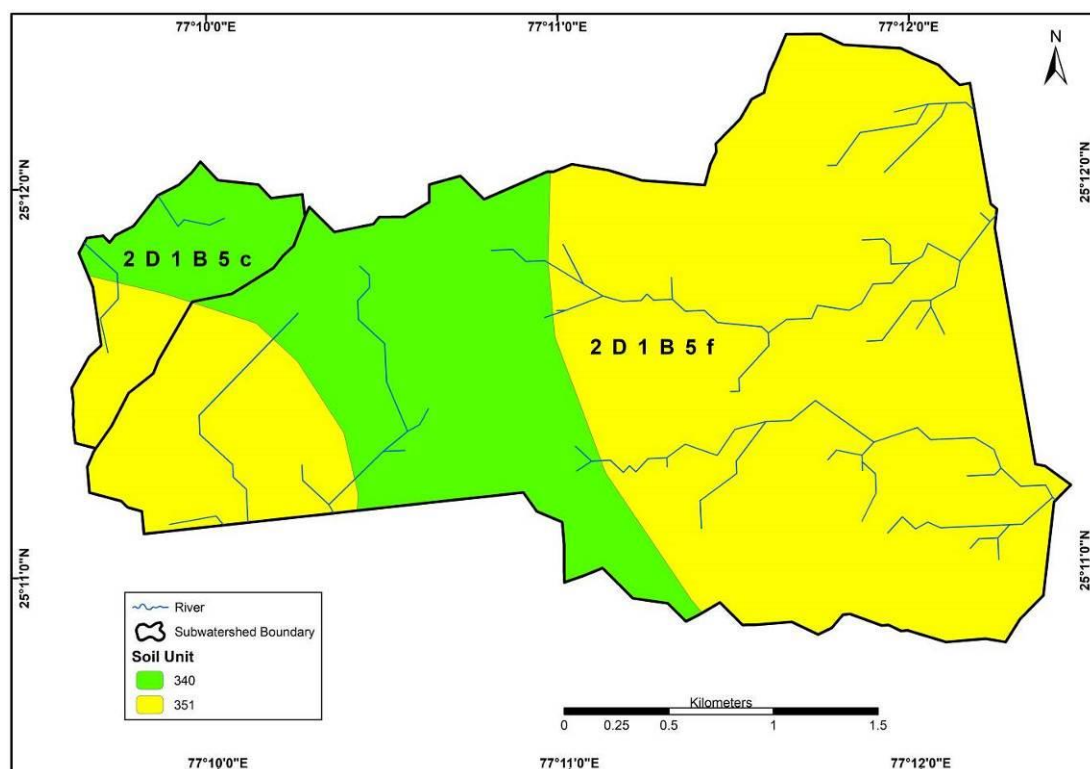 77°10'0"E 77°11'0"E 77°12'0"E
N
25°12'0"N
25°12'0"N
2 D 1 B 5 c
2 D 1 B 5 f
25°11'0"N
25°11'0"N
River
Subwatershed Boundary
Soil Unit
340
351
Kilometers
0 0.25 0.5 1 1.5
77°10'0"E 77°11'0"E 77°12'0"E